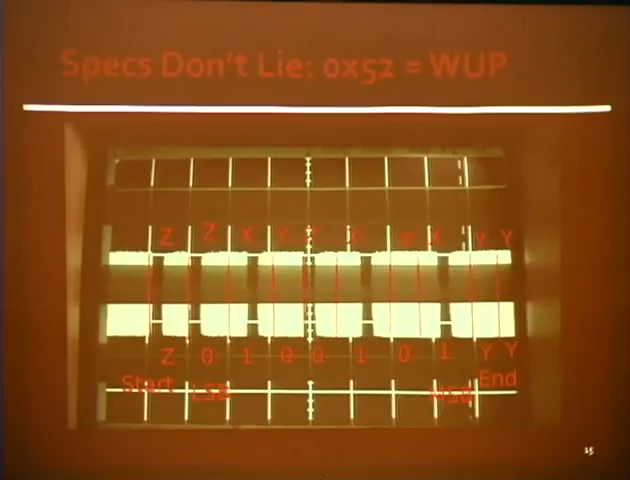 Specs Don't Lie: 0x52 = WUP
Z Z X Y Z X Y X Y Y
Z 0 1 0 0 1 0 1 Y Y
Start LSB MSB End
15